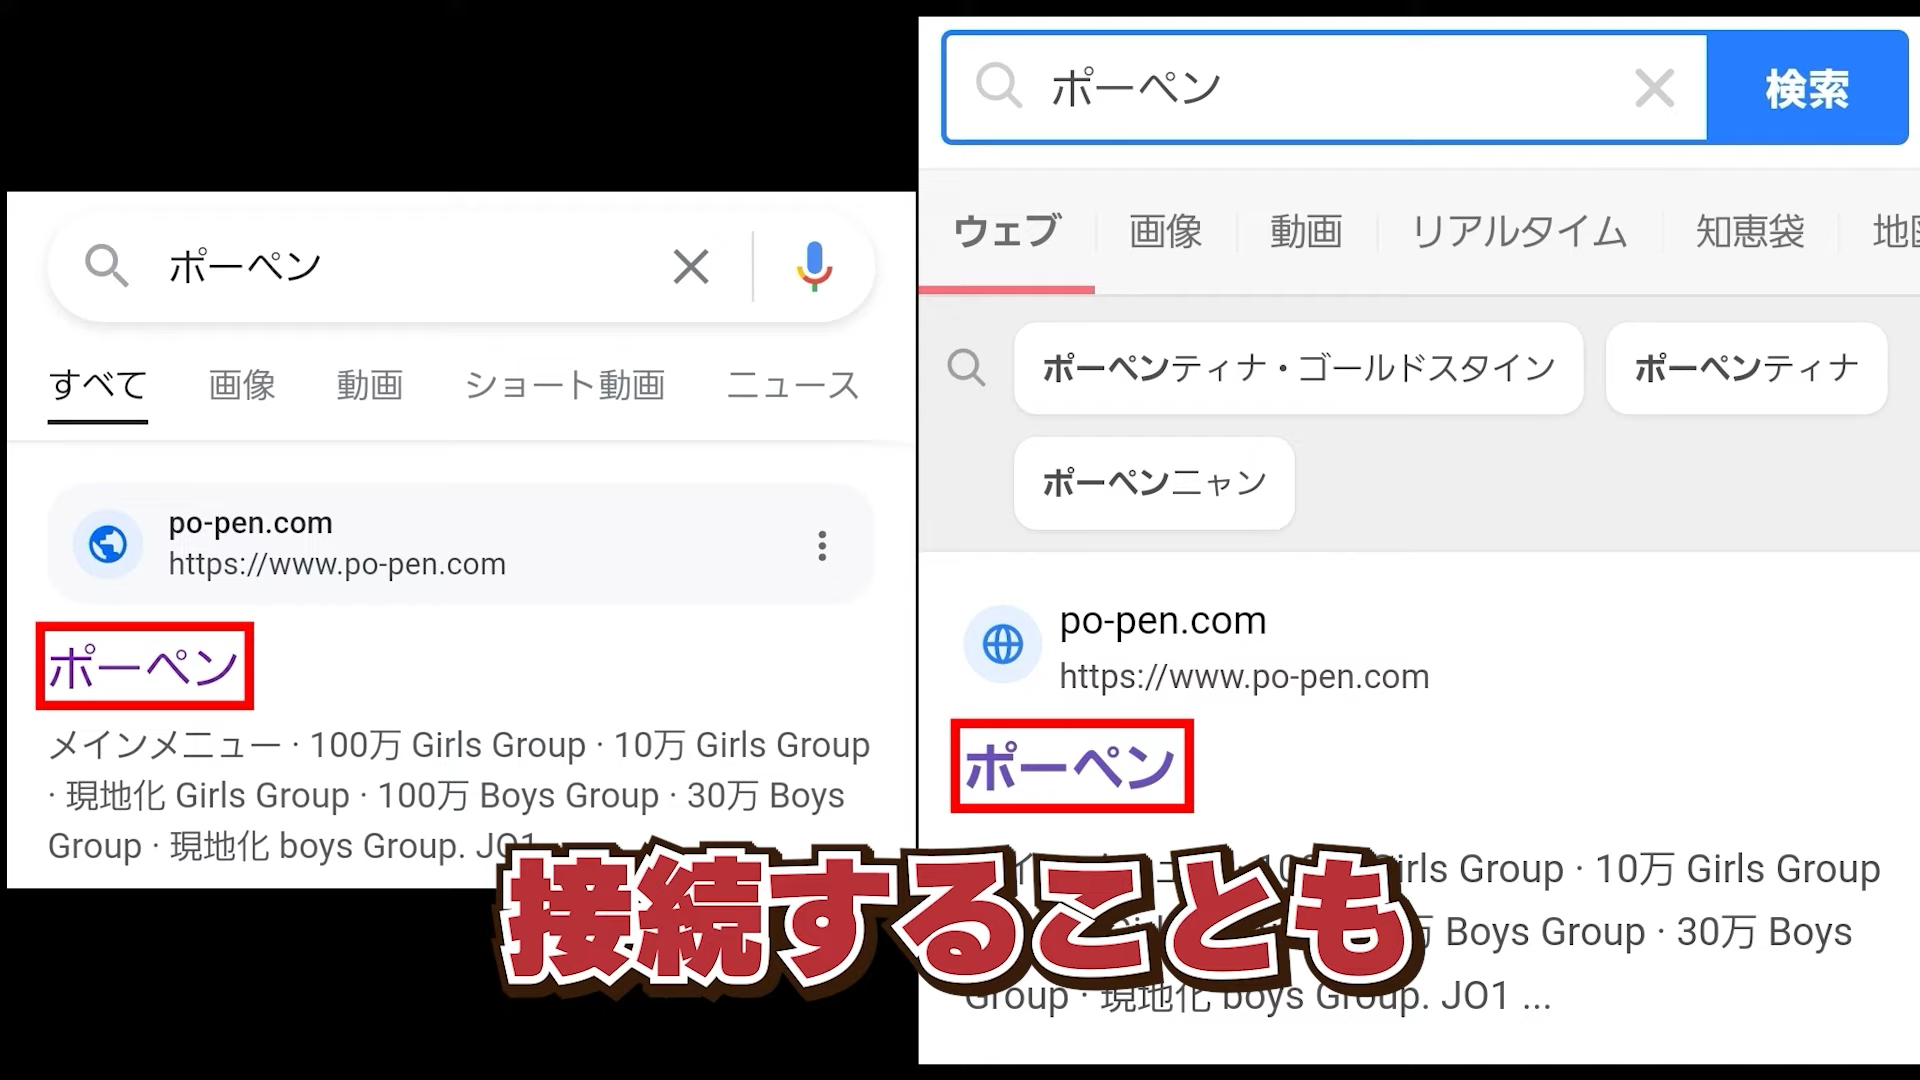 ポーペン
すべて 画像 動画 ショート動画 ニュース
po-pen.com
https://www.po-pen.com
ポーペン
メインメニュー · 100万 Girls Group · 10万 Girls Group
· 現地化 Girls Group · 100万 Boys Group · 30万 Boys
Group · 現地化 boys Group. JO1
ポーペン 検索
ウェブ 画像 動画 リアルタイム 知恵袋
ポーペンティナ・ゴールドスタイン ポーペンティナ
ポーペンニャン
po-pen.com
https://www.po-pen.com
ポーペン
Girls Group · 10万 Girls Group
Boys Group · 30万 Boys
Group · 現地化 boys Group. JO1 ...
接続することも